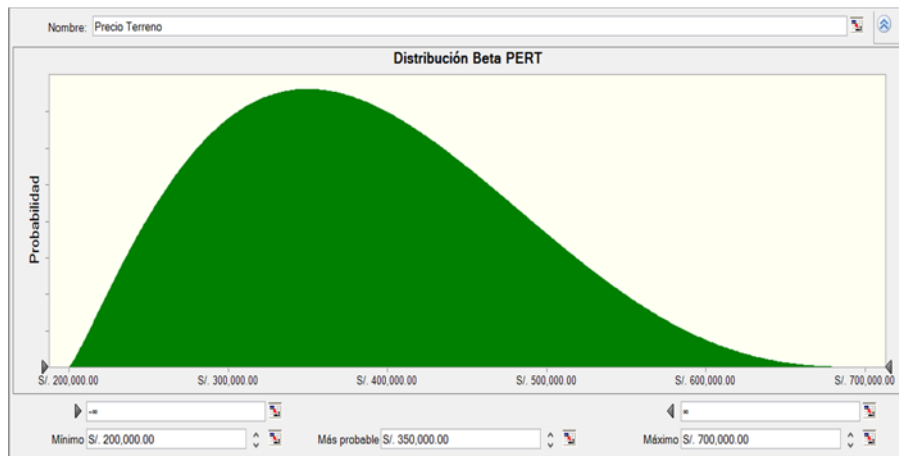 Nombre: Precio Terreno
Distribución Beta PERT
Probabilidad
S/. 200,000.00 S/. 300,000.00 S/. 400,000.00 S/. 500,000.00 S/. 600,000.00 S/. 700,000.00
-∞ ∞
Mínimo S/. 200,000.00 Más probable S/. 350,000.00 Máximo S/. 700,000.00